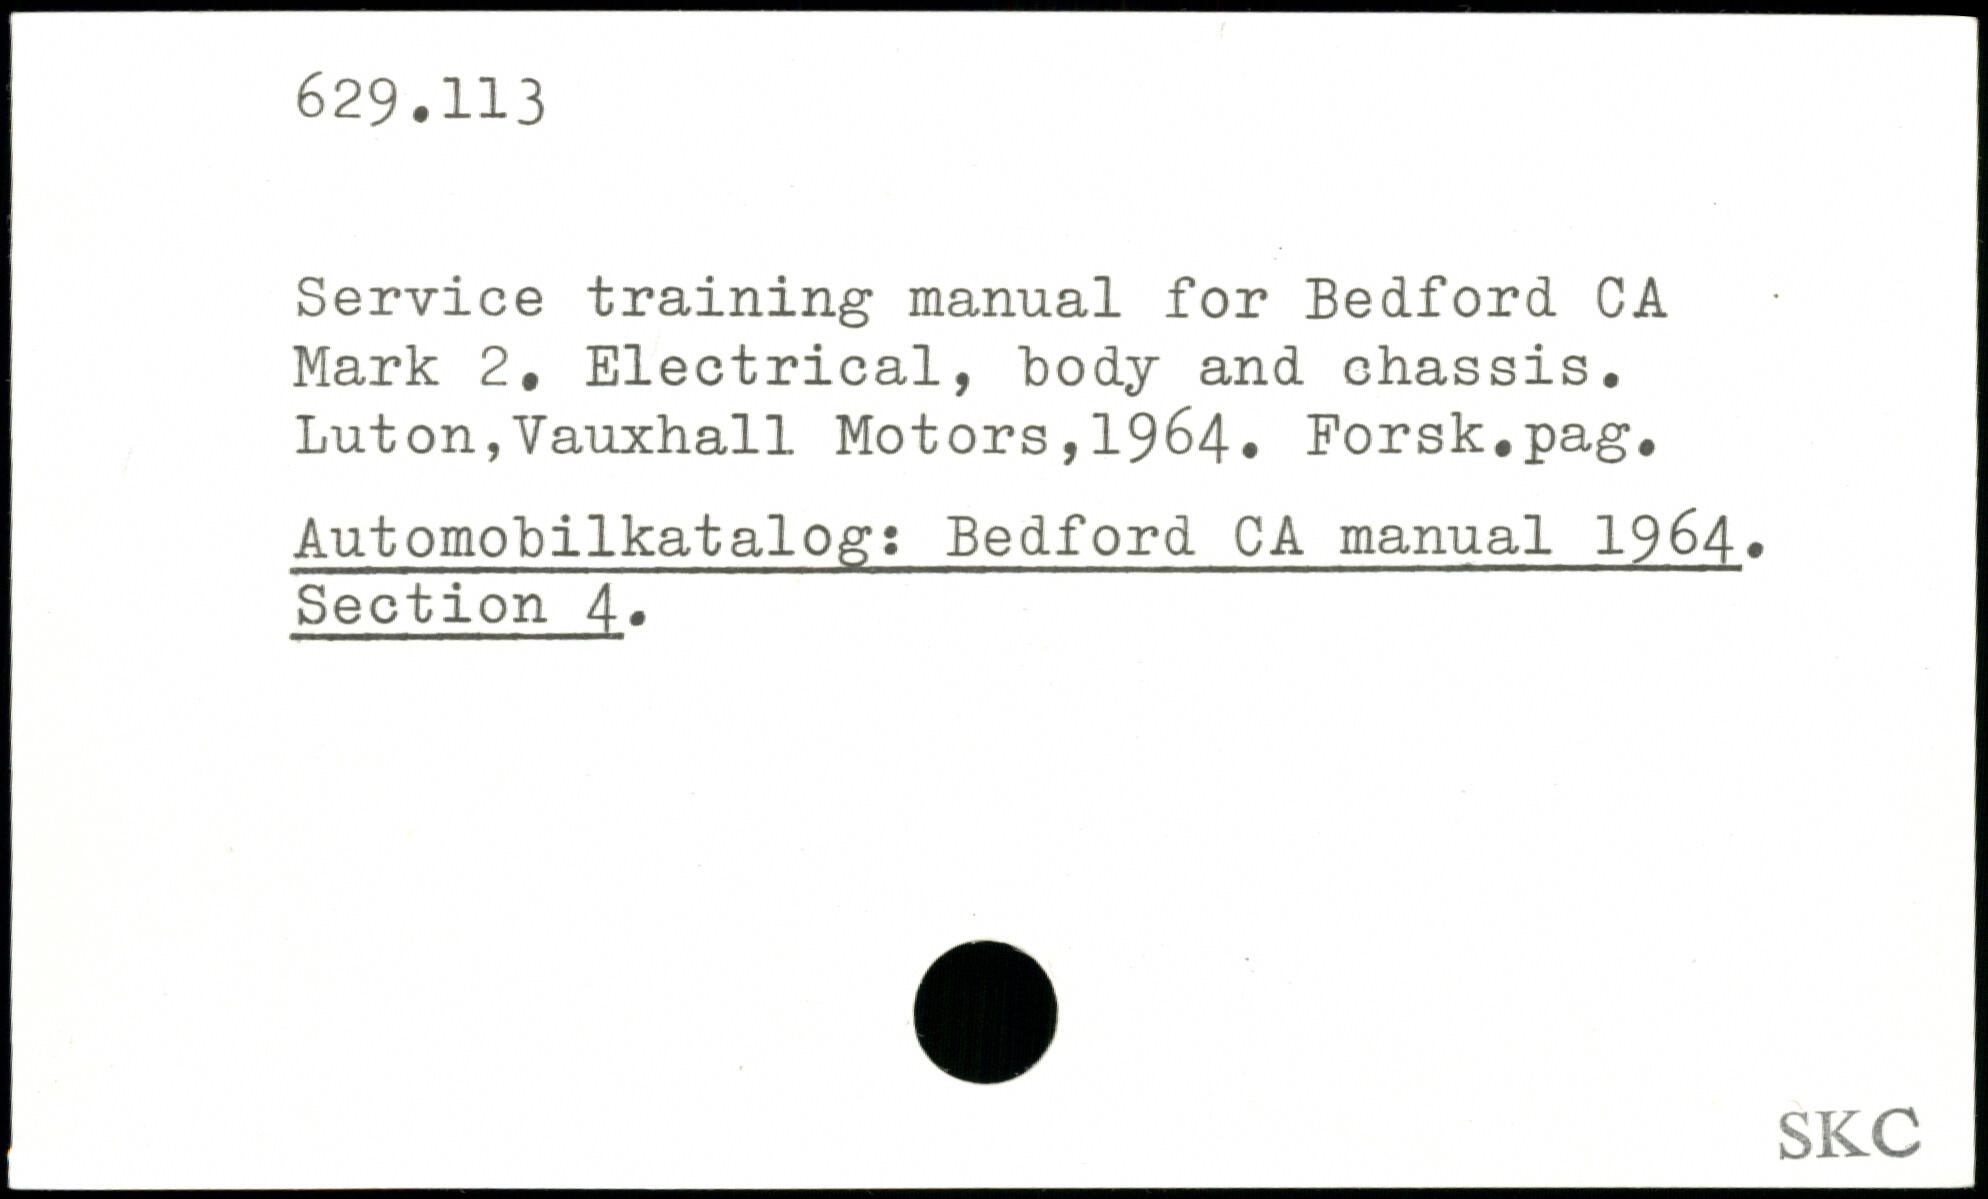 629.113
Service training manual for Bedford CA
Mark 2. Electrical, body and chassis.
Luton,Vauxhall Motors,1964. Forsk.pag.
Automobilkatalog: Bedford CA manual 1964.
Section 4.
SKC